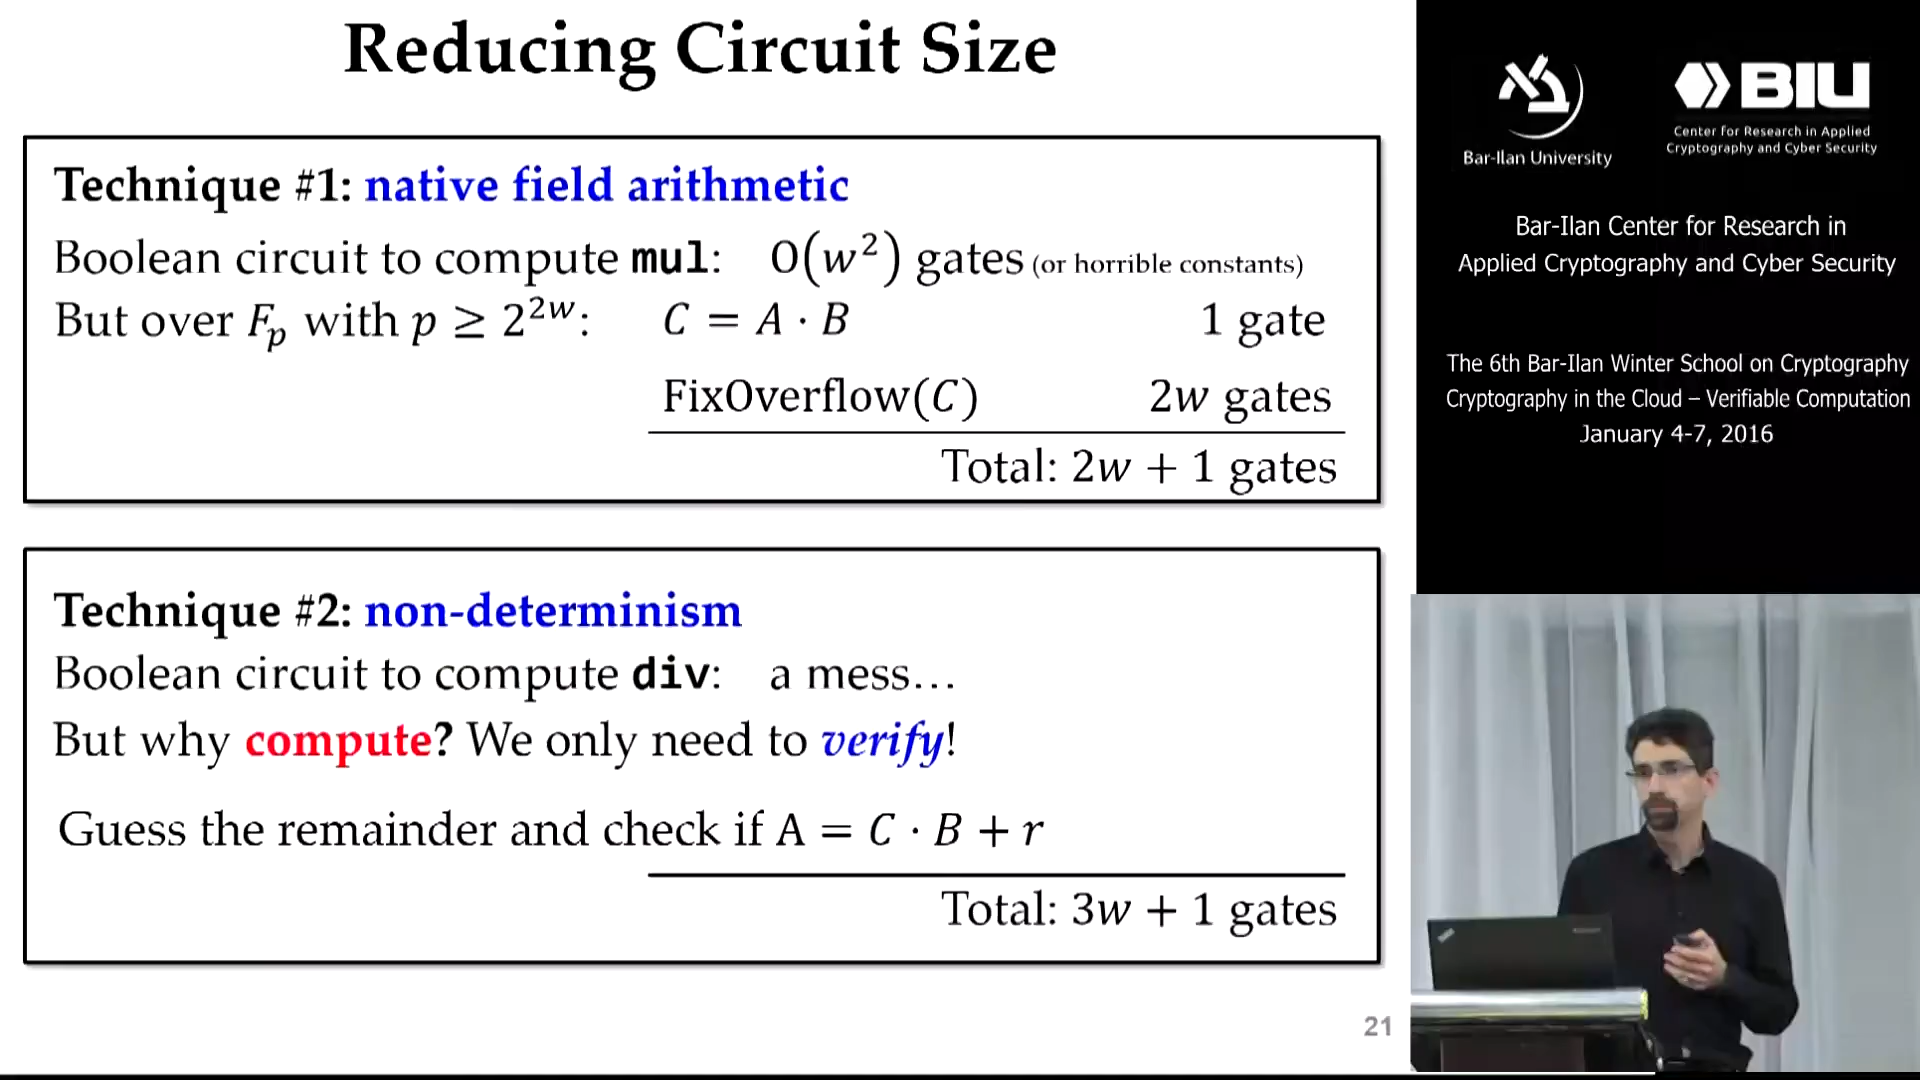 Reducing Circuit Size
Technique #1: native field arithmetic
Boolean circuit to compute mul: O(w²) gates (or horrible constants)
But over Fₚ with p ≥ 2²ʷ: C = A · B 1 gate
FixOverflow(C) 2w gates
Total: 2w + 1 gates
Technique #2: non-determinism
Boolean circuit to compute div: a mess…
But why compute? We only need to verify!
Guess the remainder and check if A = C · B + r
Total: 3w + 1 gates
21
Bar-Ilan University
BIU
Center for Research in Applied
Cryptography and Cyber Security
Bar-Ilan Center for Research in
Applied Cryptography and Cyber Security
The 6th Bar-Ilan Winter School on Cryptography
Cryptography in the Cloud – Verifiable Computation
January 4-7, 2016